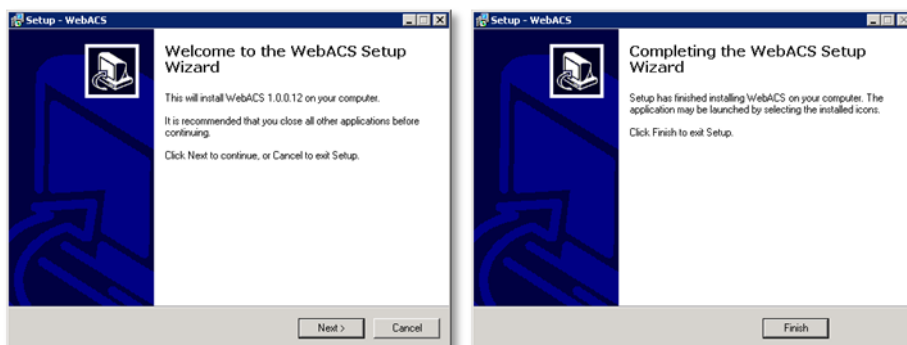 Setup - WebACS
Welcome to the WebACS Setup
Wizard
This will install WebACS 1.0.0.12 on your computer.
It is recommended that you close all other applications before
continuing.
Click Next to continue, or Cancel to exit Setup.
Next >
Cancel
Setup - WebACS
Completing the WebACS Setup
Wizard
Setup has finished installing WebACS on your computer. The
application may be launched by selecting the installed icons.
Click Finish to exit Setup.
Finish